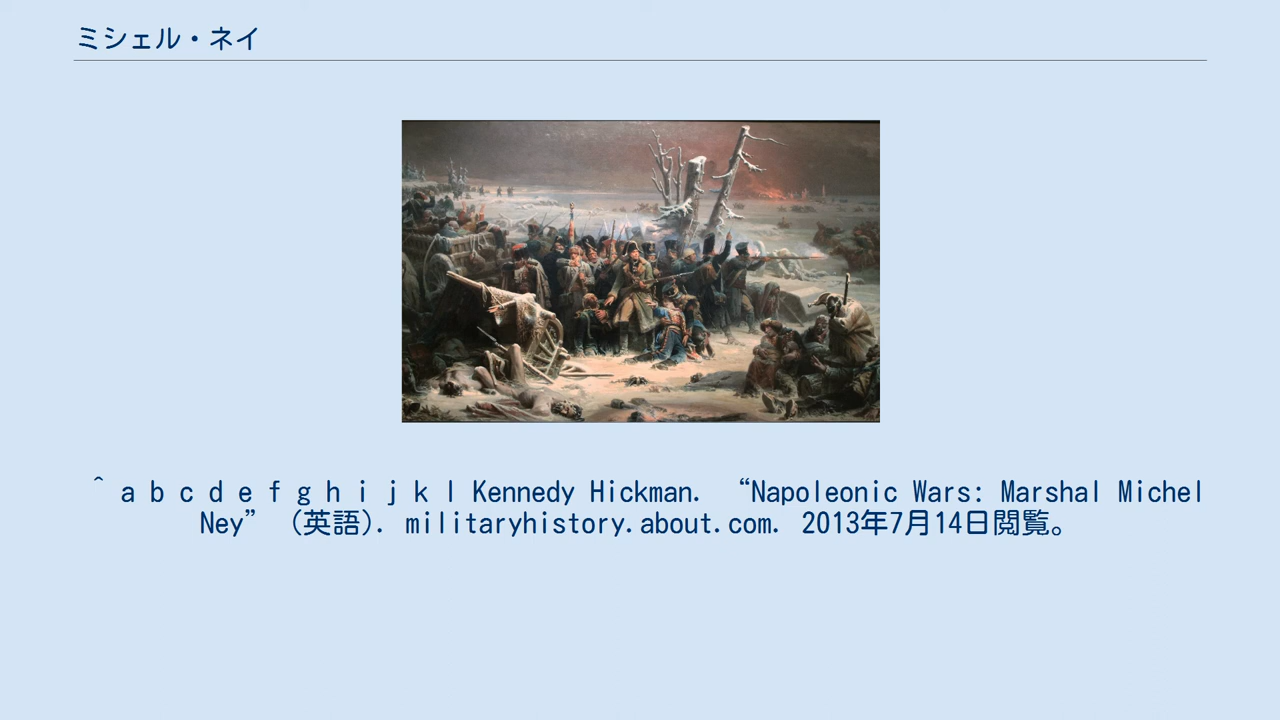 ミシェル・ネイ
^ a b c d e f g h i j k l Kennedy Hickman. “Napoleonic Wars: Marshal Michel
Ney” (英語). militaryhistory.about.com. 2013年7月14日閲覧。